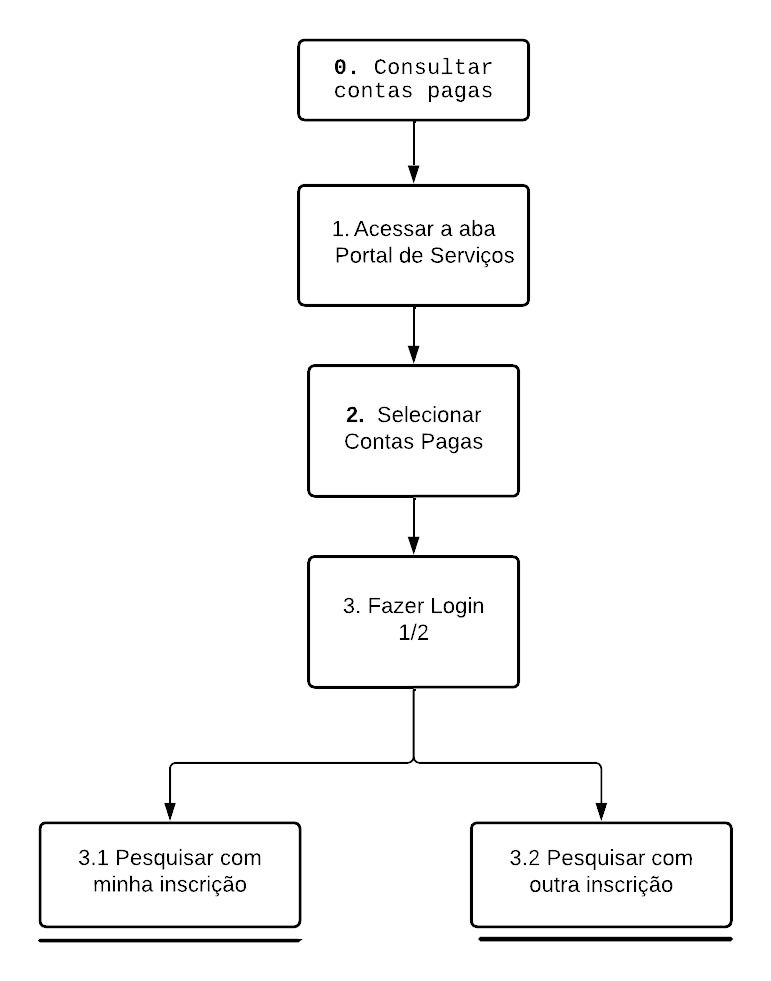 0. Consultar
contas pagas
1. Acessar a aba
Portal de Serviços
2. Selecionar
Contas Pagas
3. Fazer Login
1/2
3.1 Pesquisar com
minha inscrição
3.2 Pesquisar com
outra inscrição